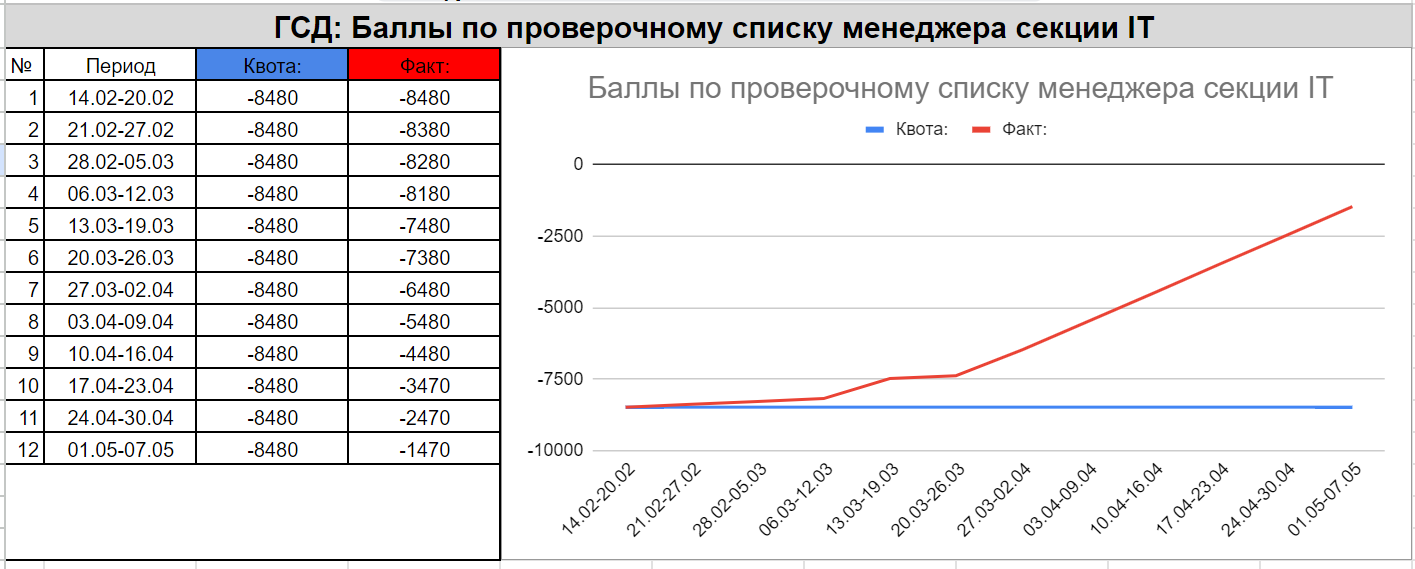 ГСД: Баллы по проверочному списку менеджера секции IT
№ Период Квота: Факт:
1 14.02-20.02 -8480 -8480
2 21.02-27.02 -8480 -8380
3 28.02-05.03 -8480 -8280
4 06.03-12.03 -8480 -8180
5 13.03-19.03 -8480 -7480
6 20.03-26.03 -8480 -7380
7 27.03-02.04 -8480 -6480
8 03.04-09.04 -8480 -5480
9 10.04-16.04 -8480 -4480
10 17.04-23.04 -8480 -3470
11 24.04-30.04 -8480 -2470
12 01.05-07.05 -8480 -1470
Баллы по проверочному списку менеджера секции IT
Квота: Факт:
0
-2500
-5000
-7500
-10000
14.02-20.02
21.02-27.02
28.02-05.03
06.03-12.03
13.03-19.03
20.03-26.03
27.03-02.04
03.04-09.04
10.04-16.04
17.04-23.04
24.04-30.04
01.05-07.05